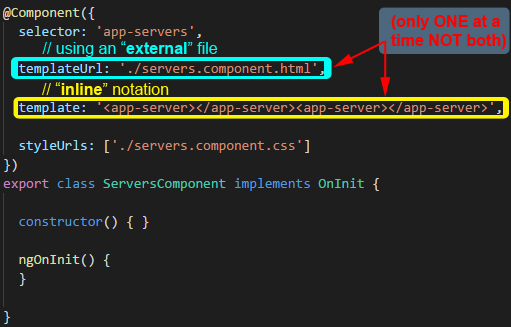 @Component({
(only ONE at a
selector: 'app-servers',
time NOT both)
// using an “external” file
templateUrl: './servers.component.html',
// “inline” notation
template: '<app-server></app-server><app-server></app-server>',
styleUrls: ['./servers.component.css']
})
export class ServersComponent implements OnInit {
constructor() { }
ngOnInit() {
}
}